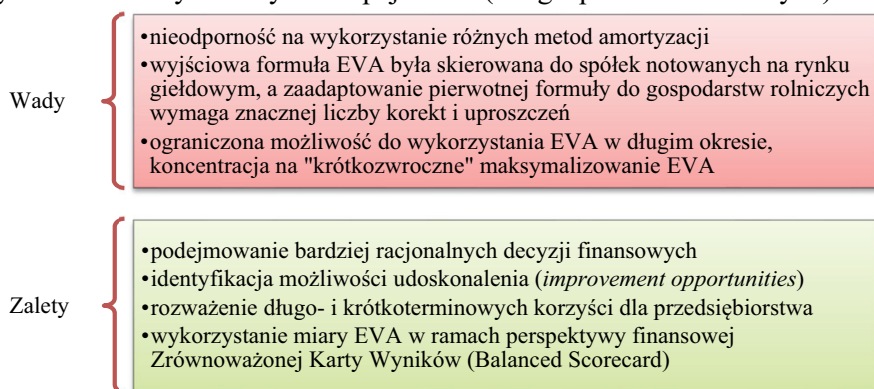 Wady
•nieodporność na wykorzystanie różnych metod amortyzacji
•wyjściowa formuła EVA była skierowana do spółek notowanych na rynku
giełdowym, a zaadaptowanie pierwotnej formuły do gospodarstw rolniczych
wymaga znacznej liczby korekt i uproszczeń
•ograniczona możliwość do wykorzystania EVA w długim okresie,
koncentracja na "krótkozwroczne" maksymalizowanie EVA
Zalety
•podejmowanie bardziej racjonalnych decyzji finansowych
•identyfikacja możliwości udoskonalenia (improvement opportunities)
•rozważenie długo- i krótkoterminowych korzyści dla przedsiębiorstwa
•wykorzystanie miary EVA w ramach perspektywy finansowej
Zrównoważonej Karty Wyników (Balanced Scorecard)